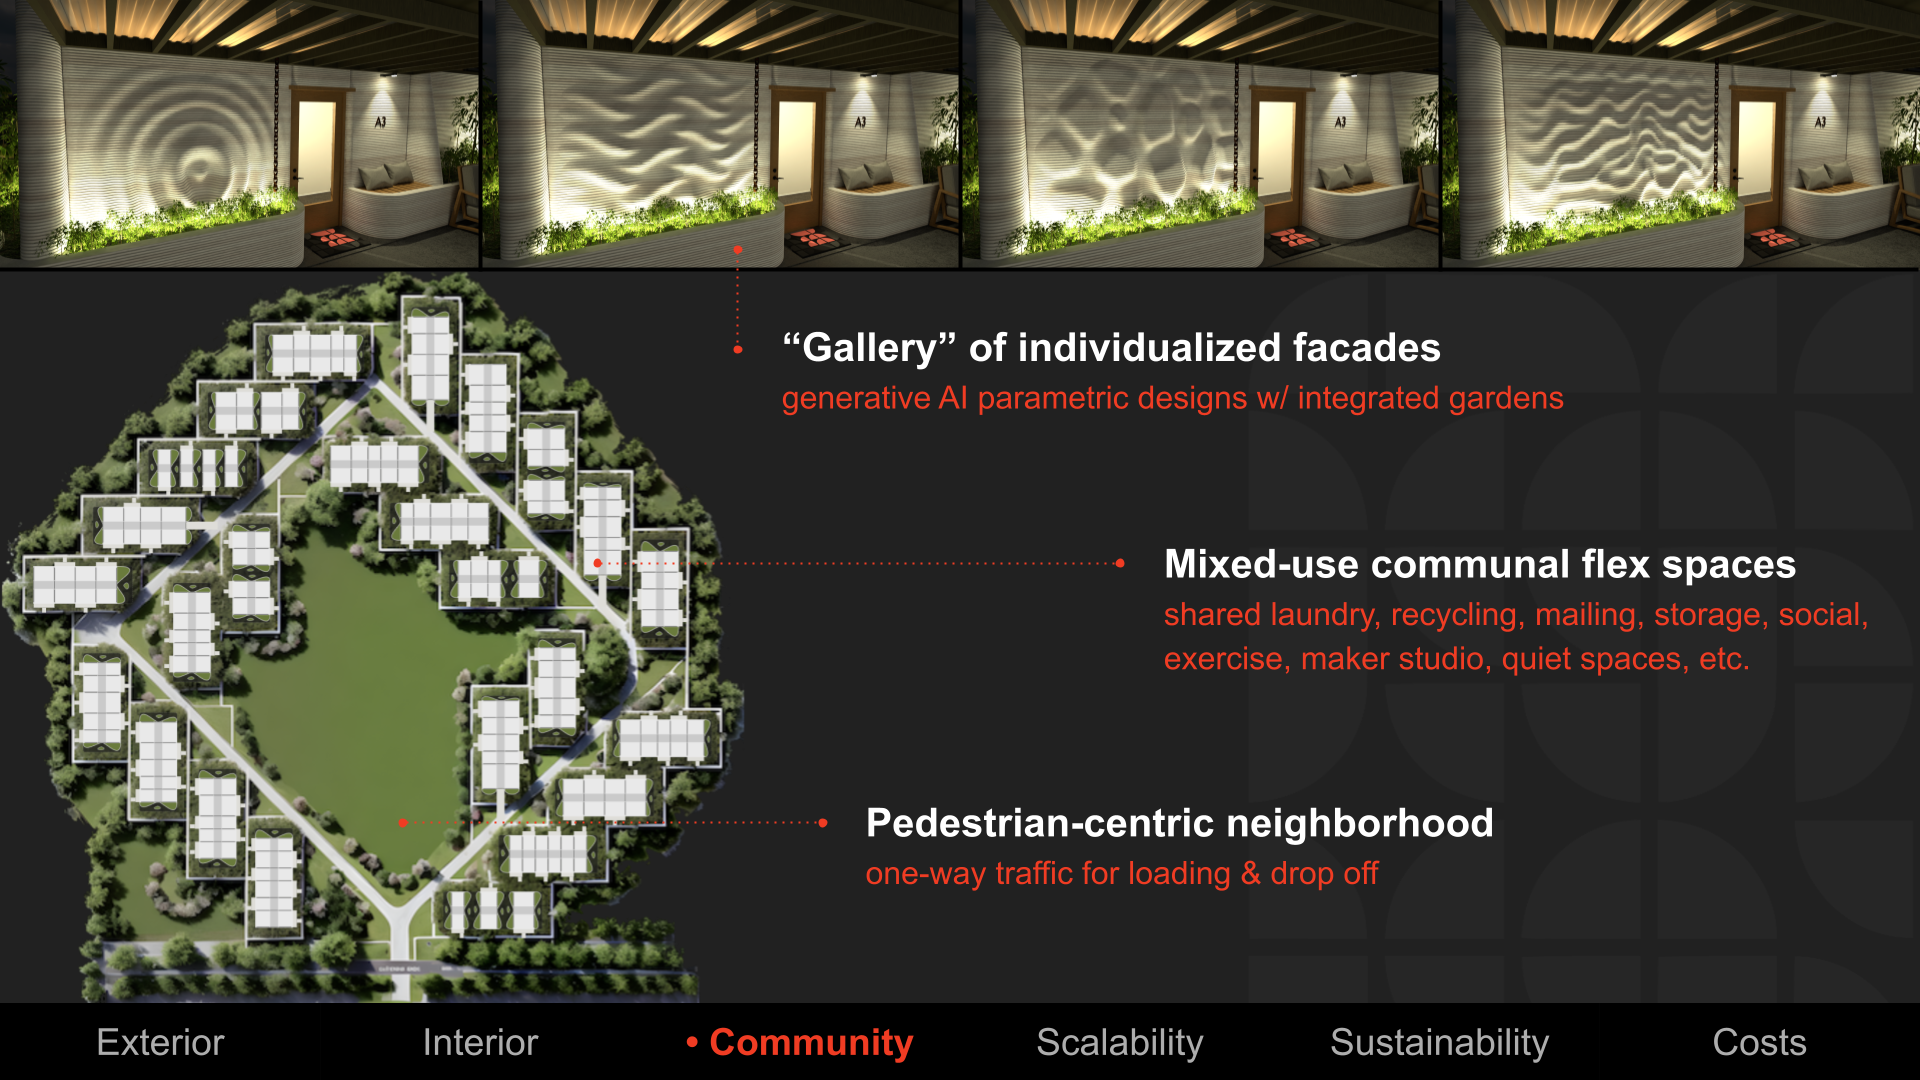 A3
A3
A3
A3
“Gallery” of individualized facades
generative AI parametric designs w/ integrated gardens
Mixed-use communal flex spaces
shared laundry, recycling, mailing, storage, social,
exercise, maker studio, quiet spaces, etc.
Pedestrian-centric neighborhood
one-way traffic for loading & drop off
Exterior
Interior
• Community
Scalability
Sustainability
Costs